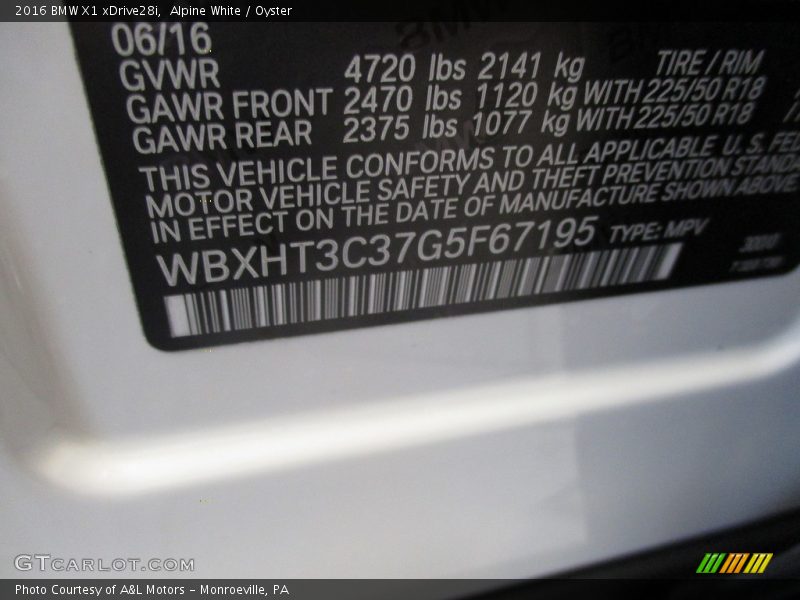 2016 BMW X1 xDrive28i, Alpine White / Oyster
06/16
GVWR 4720 lbs 2141 kg TIRE / RIM
GAWR FRONT 2470 lbs 1120 kg WITH 225/50 R18
GAWR REAR 2375 lbs 1077 kg WITH 225/50 R18
THIS VEHICLE CONFORMS TO ALL APPLICABLE U.S.
MOTOR VEHICLE SAFETY AND THEFT PREVENTION
IN EFFECT ON THE DATE OF MANUFACTURE SHOWN ABOVE
WBXHT3C37G5F67195 TYPE: MPV
GTCARLOT.COM
Photo Courtesy of A&L Motors – Monroeville, PA